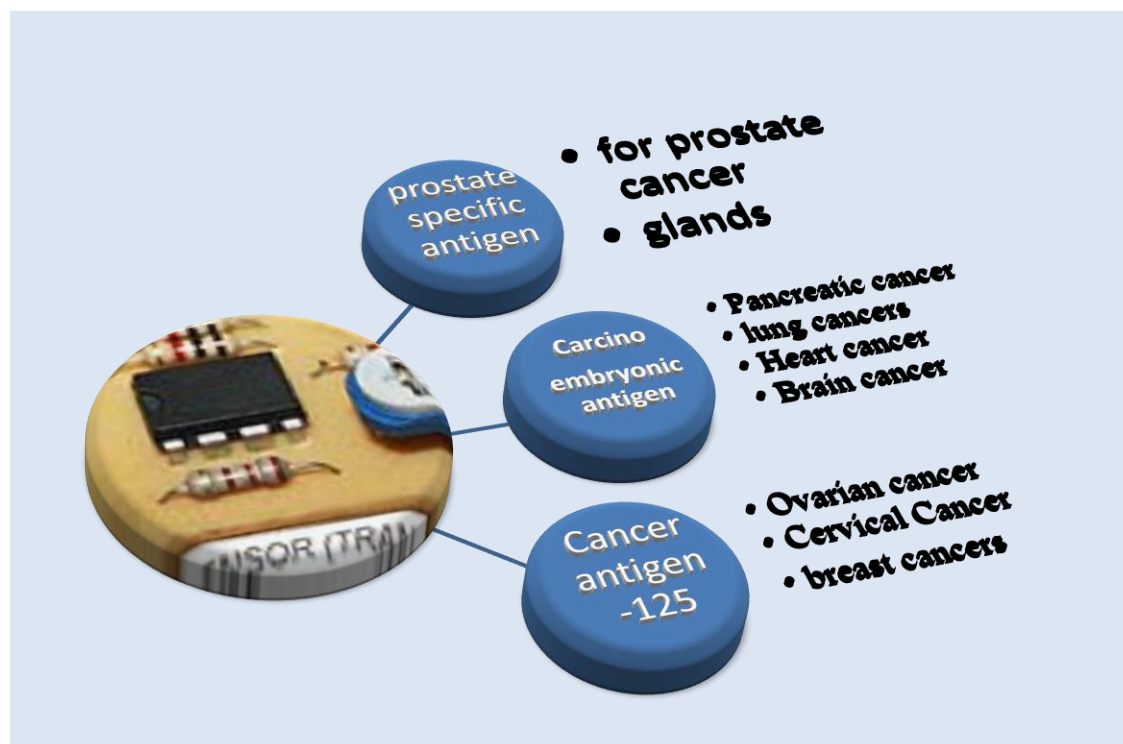 prostate
specific
antigen
• for prostate
cancer
• glands
Carcino
embryonic
antigen
• Pancreatic cancer
• lung cancers
• Heart cancer
• Brain cancer
Cancer
antigen
-125
• Ovarian cancer
• Cervical Cancer
• breast cancers